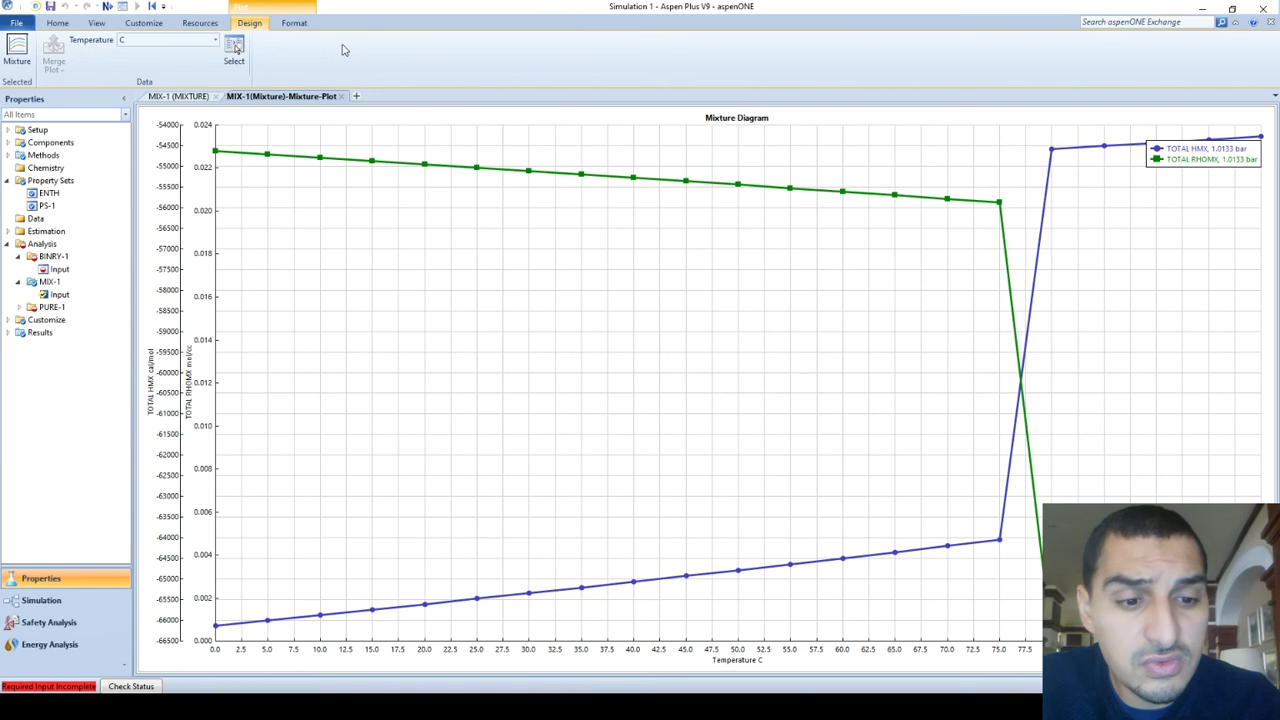 Plot
Simulation 1 - Aspen Plus V9 - aspenONE
File Home View Customize Resources Design Format
Search aspenONE Exchange
Mixture
Merge
Plot
Temperature C
Select
Selected
Data
Properties
MIX-1 (MIXTURE) MIX-1(Mixture)-Mixture-Plot
All Items
Setup
Components
Methods
Chemistry
Property Sets
ENTH
PS-1
Data
Estimation
Analysis
BINRY-1
Input
MIX-1
Input
PURE-1
Customize
Results
Properties
Simulation
Safety Analysis
Energy Analysis
Required Input Incomplete Check Status
Mixture Diagram
TOTAL HMX, 1.0133 bar
TOTAL RHOMX, 1.0133 bar
TOTAL HMX cal/mol
-54000
-54500
-55000
-55500
-56000
-56500
-57000
-57500
-58000
-58500
-59000
-59500
-60000
-60500
-61000
-61500
-62000
-62500
-63000
-63500
-64000
-64500
-65000
-65500
-66000
-66500
TOTAL RHOMX mol/cc
0.024
0.022
0.020
0.018
0.016
0.014
0.012
0.010
0.008
0.006
0.004
0.002
0.000
0.0 2.5 5.0 7.5 10.0 12.5 15.0 17.5 20.0 22.5 25.0 27.5 30.0 32.5 35.0 37.5 40.0 42.5 45.0 47.5 50.0 52.5 55.0 57.5 60.0 62.5 65.0 67.5 70.0 72.5 75.0 77.5
Temperature C